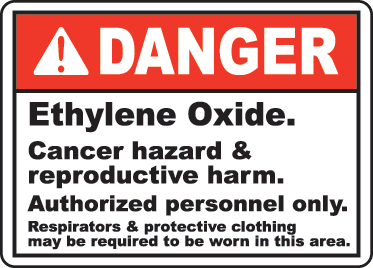 DANGER
Ethylene Oxide.
Cancer hazard &
reproductive harm.
Authorized personnel only.
Respirators & protective clothing
may be required to be worn in this area.